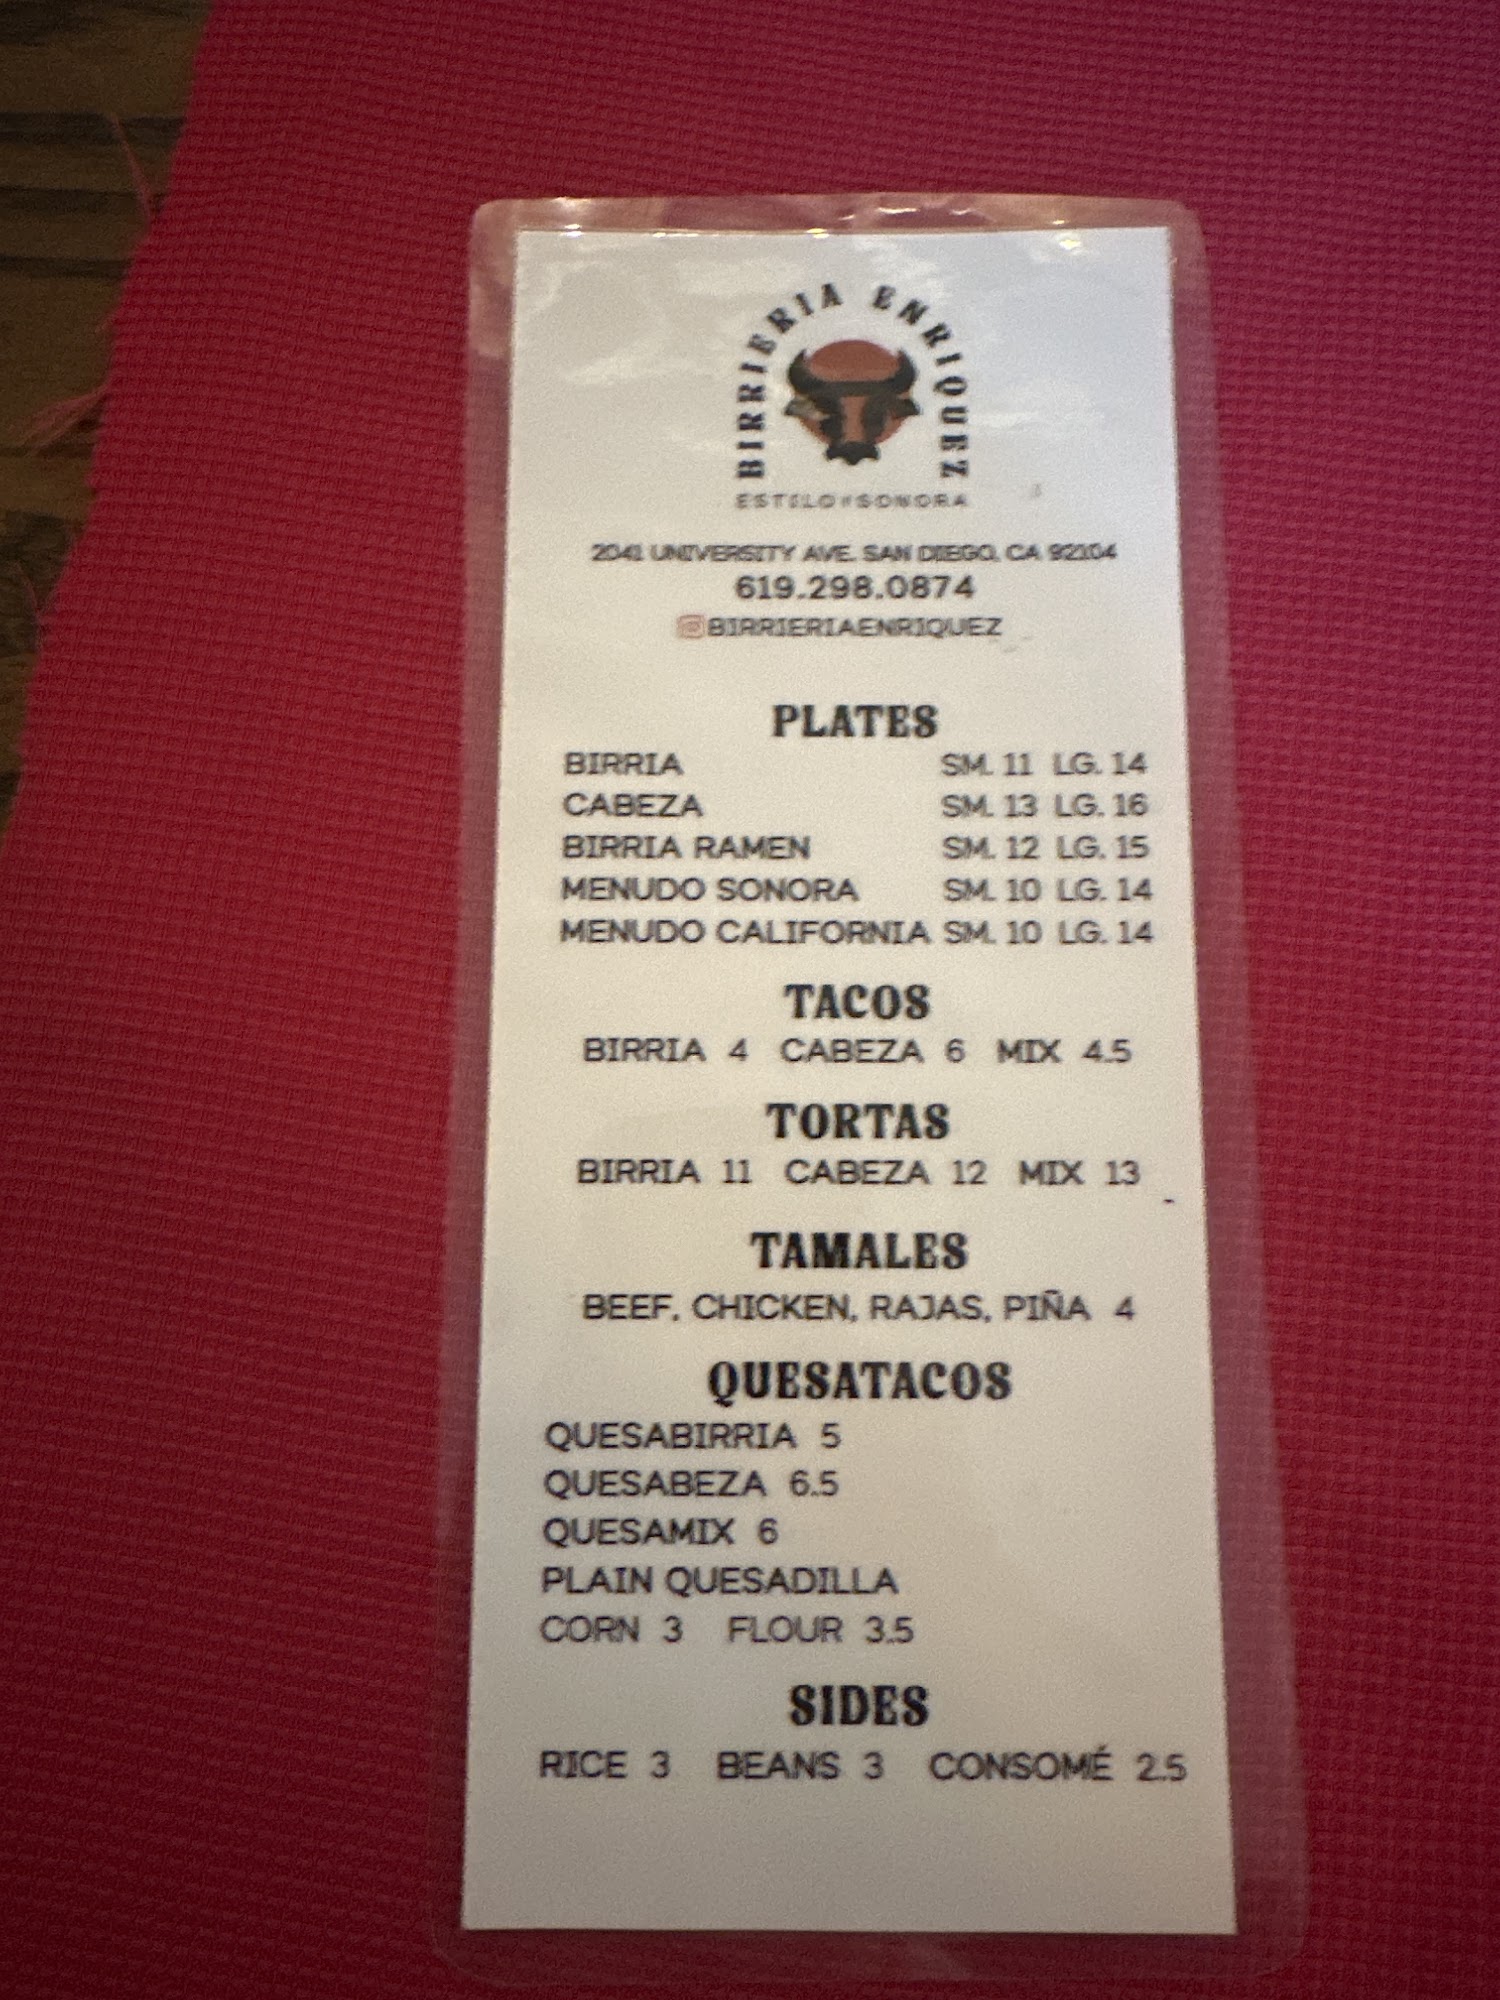 BIRRIERIA ENRIQUEZ
ESTILO SONORA
2041 UNIVERSITY AVE. SAN DIEGO, CA 92104
619.298.0874
BIRRIERIAENRIQUEZ
PLATES
BIRRIA SM. 11 LG. 14
CABEZA SM. 13 LG. 16
BIRRIA RAMEN SM. 12 LG. 15
MENUDO SONORA SM. 10 LG. 14
MENUDO CALIFORNIA SM. 10 LG. 14
TACOS
BIRRIA 4 CABEZA 6 MIX 4.5
TORTAS
BIRRIA 11 CABEZA 12 MIX 13
TAMALES
BEEF, CHICKEN, RAJAS, PIÑA 4
QUESATACOS
QUESABIRRIA 5
QUESABEZA 6.5
QUESAMIX 6
PLAIN QUESADILLA
CORN 3 FLOUR 3.5
SIDES
RICE 3 BEANS 3 CONSOMÉ 2.5